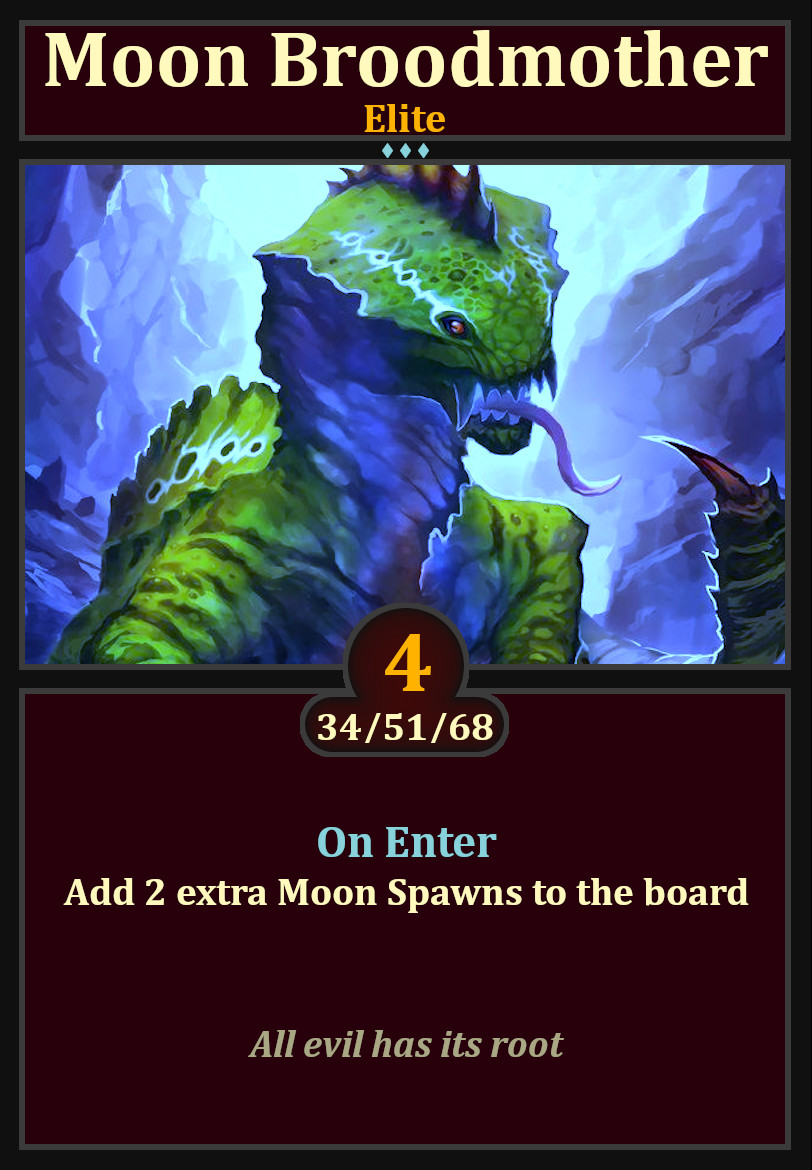 Moon Broodmother
Elite
4
34/51/68
On Enter
Add 2 extra Moon Spawns to the board
All evil has its root